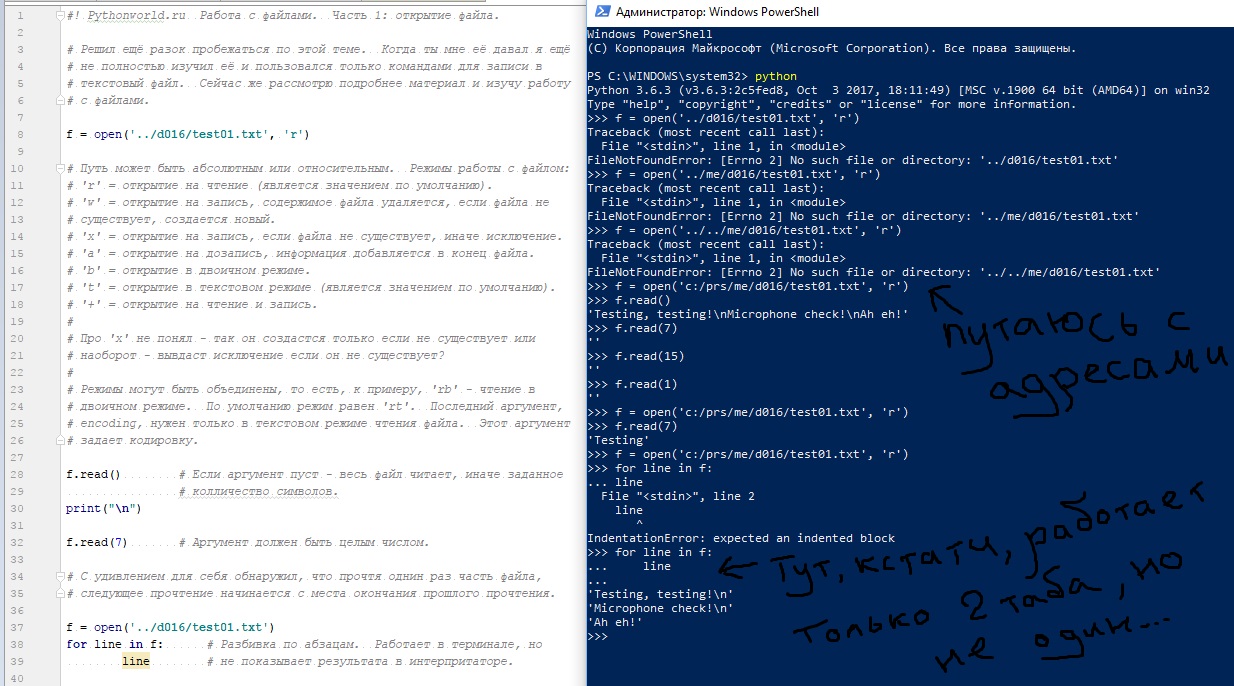 1 #! Pythonworld.ru Работа с файлами. Часть 1: открытие файла.
2
3 # Решил ещё разок пробежаться по этой теме. Когда ты мне её давал я ещё
4 # не полностью изучил её и пользовался только командами для записи в
5 # текстовый файл. Сейчас же рассмотрю подробнее материал и изучу работу
6 # с файлами.
7
8 f = open('../d016/test01.txt', 'r')
9
10 # Путь может быть абсолютным или относительным. Режимы работы с файлом:
11 # 'r' = открытие на чтение (является значением по умолчанию).
12 # 'w' = открытие на запись, содержимое файла удаляется, если файла не
13 # существует, создается новый.
14 # 'x' = открытие на запись, если файла не существует, иначе исключение.
15 # 'a' = открытие на дозапись, информация добавляется в конец файла.
16 # 'b' = открытие в двоичном режиме.
17 # 't' = открытие в текстовом режиме (является значением по умолчанию).
18 # '+' = открытие на чтение и запись.
19 #
20 # Про 'x' не понял - так он создастся только если не существует или
21 # наоборот - выдаст исключение если он не существует?
22 #
23 # Режимы могут быть объединены, то есть, к примеру, 'rb' - чтение в
24 # двоичном режиме. По умолчанию режим равен 'rt'. Последний аргумент,
25 # encoding, нужен только в текстовом режиме чтения файла. Этот аргумент
26 # задает кодировку.
27
28 f.read() # Если аргумент пуст - весь файл читает, иначе заданное
29 # колличество символов.
30 print("\n")
31
32 f.read(7) # Аргумент должен быть целым числом.
33
34 # С удивлением для себя обнаружил, что прочтя однин раз часть файла,
35 # следующее прочтение начинается с места окончания прошлого прочтения.
36
37 f = open('../d016/test01.txt')
38 for line in f: # Разбивка по абзацам. Работает в терминале, но
39 line # не показывает результата в интерпритаторе.
40
Администратор: Windows PowerShell
Windows PowerShell
(C) Корпорация Майкрософт (Microsoft Corporation). Все права защищены.
PS C:\WINDOWS\system32> python
Python 3.6.3 (v3.6.3:2c5fed8, Oct 3 2017, 18:11:49) [MSC v.1900 64 bit (AMD64)] on win32
Type "help", "copyright", "credits" or "license" for more information.
>>> f = open('../d016/test01.txt', 'r')
Traceback (most recent call last):
File "<stdin>", line 1, in <module>
FileNotFoundError: [Errno 2] No such file or directory: '../d016/test01.txt'
>>> f = open('../me/d016/test01.txt', 'r')
Traceback (most recent call last):
File "<stdin>", line 1, in <module>
FileNotFoundError: [Errno 2] No such file or directory: '../me/d016/test01.txt'
>>> f = open('../../me/d016/test01.txt', 'r')
Traceback (most recent call last):
File "<stdin>", line 1, in <module>
FileNotFoundError: [Errno 2] No such file or directory: '../../me/d016/test01.txt'
>>> f = open('c:/prs/me/d016/test01.txt', 'r')
>>> f.read()
'Testing, testing!\nMicrophone check!\nAh eh!'
>>> f.read(7)
''
>>> f.read(15)
''
>>> f.read(1)
''
>>> f = open('c:/prs/me/d016/test01.txt', 'r')
>>> f.read(7)
'Testing'
>>> f = open('c:/prs/me/d016/test01.txt', 'r')
>>> for line in f:
... line
File "<stdin>", line 2
line
^
IndentationError: expected an indented block
>>> for line in f:
... line
...
'Testing, testing!\n'
'Microphone check!\n'
'Ah eh!'
>>>
путаюсь с
адресами
Тут, кстати, работает
только 2 таба, но
не один...